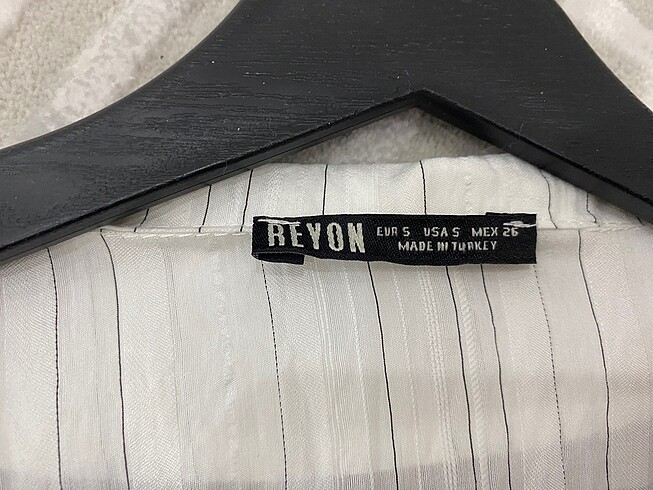 REYON EUR S USA S MEX 26
MADE IN TURKEY